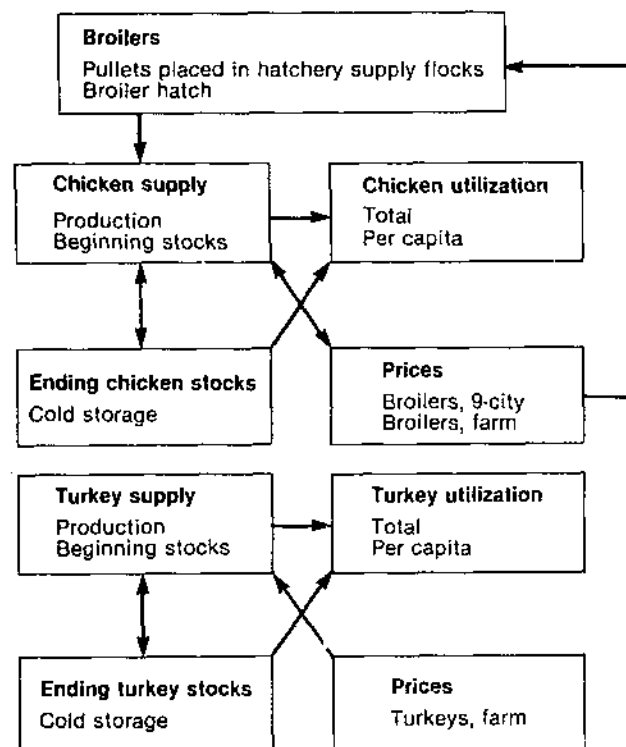 Broilers
Pullets placed in hatchery supply flocks
Broiler hatch
Chicken supply
Production
Beginning stocks
Chicken utilization
Total
Per capita
Ending chicken stocks
Cold storage
Prices
Broilers, 9-city
Broilers, farm
Turkey supply
Production
Beginning stocks
Turkey utilization
Total
Per capita
Ending turkey stocks
Cold storage
Prices
Turkeys, farm